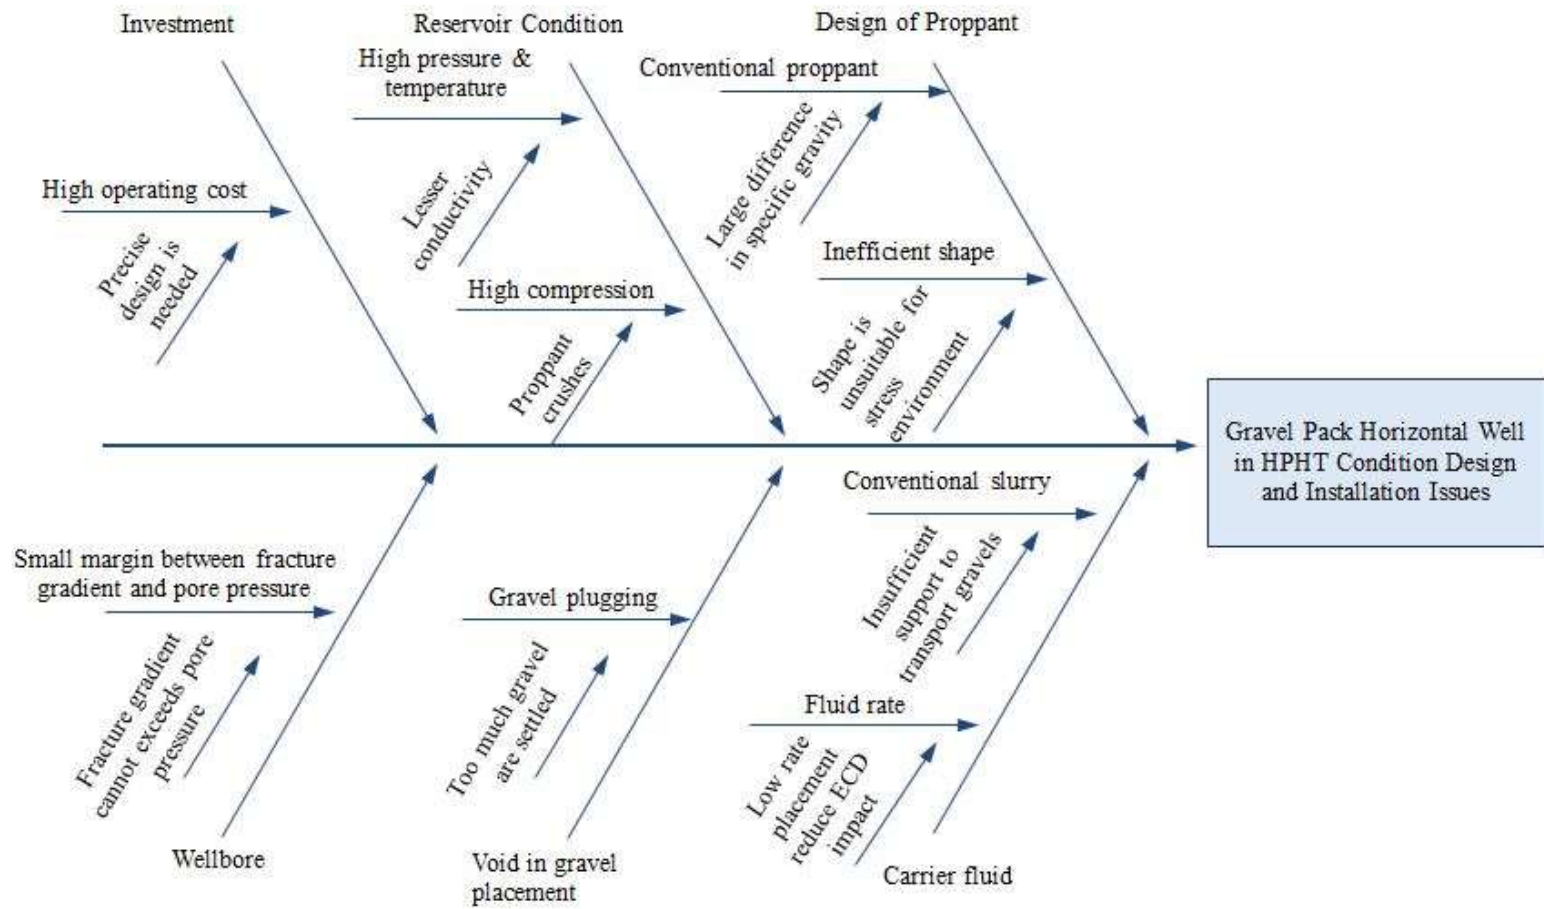 Investment
Reservoir Condition
Design of Proppant
High pressure &
temperature
Conventional proppant
High operating cost
Precise
design is
needed
Lesser
conductivity
Large difference
in specific gravity
High compression
Inefficient shape
Proppant
crushes
Shape is
unsuitable for
stress
environment
Gravel Pack Horizontal Well
in HPHT Condition Design
and Installation Issues
Small margin between fracture
gradient and pore pressure
Fracture gradient
cannot exceeds pore
pressure
Wellbore
Gravel plugging
Too much gravel
are settled
Void in gravel
placement
Conventional slurry
Insufficient
support to
transport gravels
Fluid rate
Low rate
placement
reduce ECD
impact
Carrier fluid